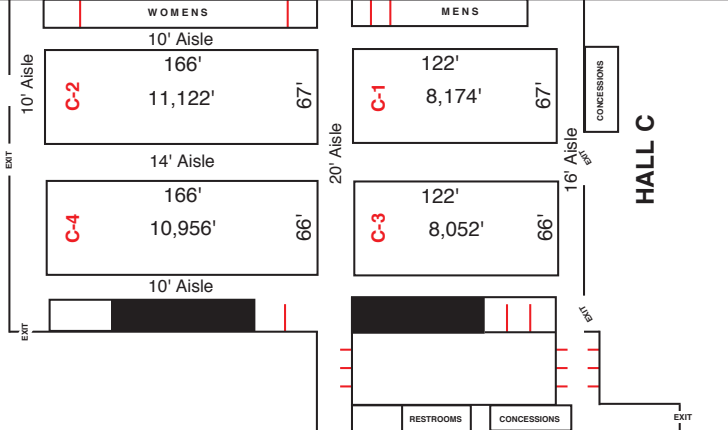 WOMENS
MENS
10' Aisle
166'
11,122'
67'
C-2
10' Aisle
122'
8,174'
67'
C-1
CONCESSIONS
EXIT
14' Aisle
20' Aisle
16' Aisle
EXIT
HALL C
166'
10,956'
66'
C-4
122'
8,052'
66'
C-3
10' Aisle
EXIT
EXIT
RESTROOMS
CONCESSIONS
EXIT